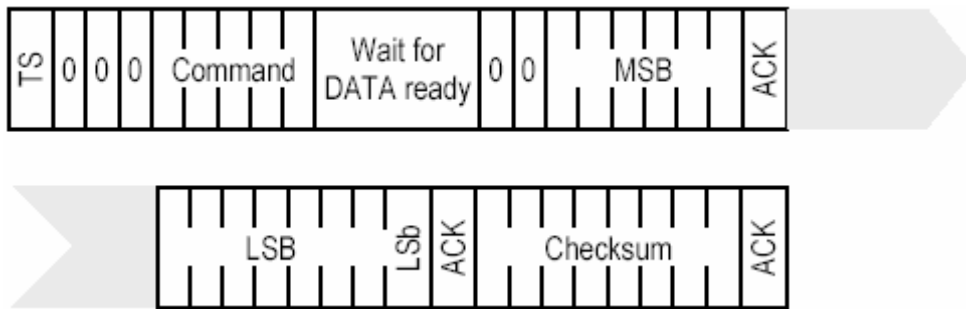 TS 0 0 0 Command Wait for DATA ready 0 0 MSB ACK
LSB LSb ACK Checksum ACK